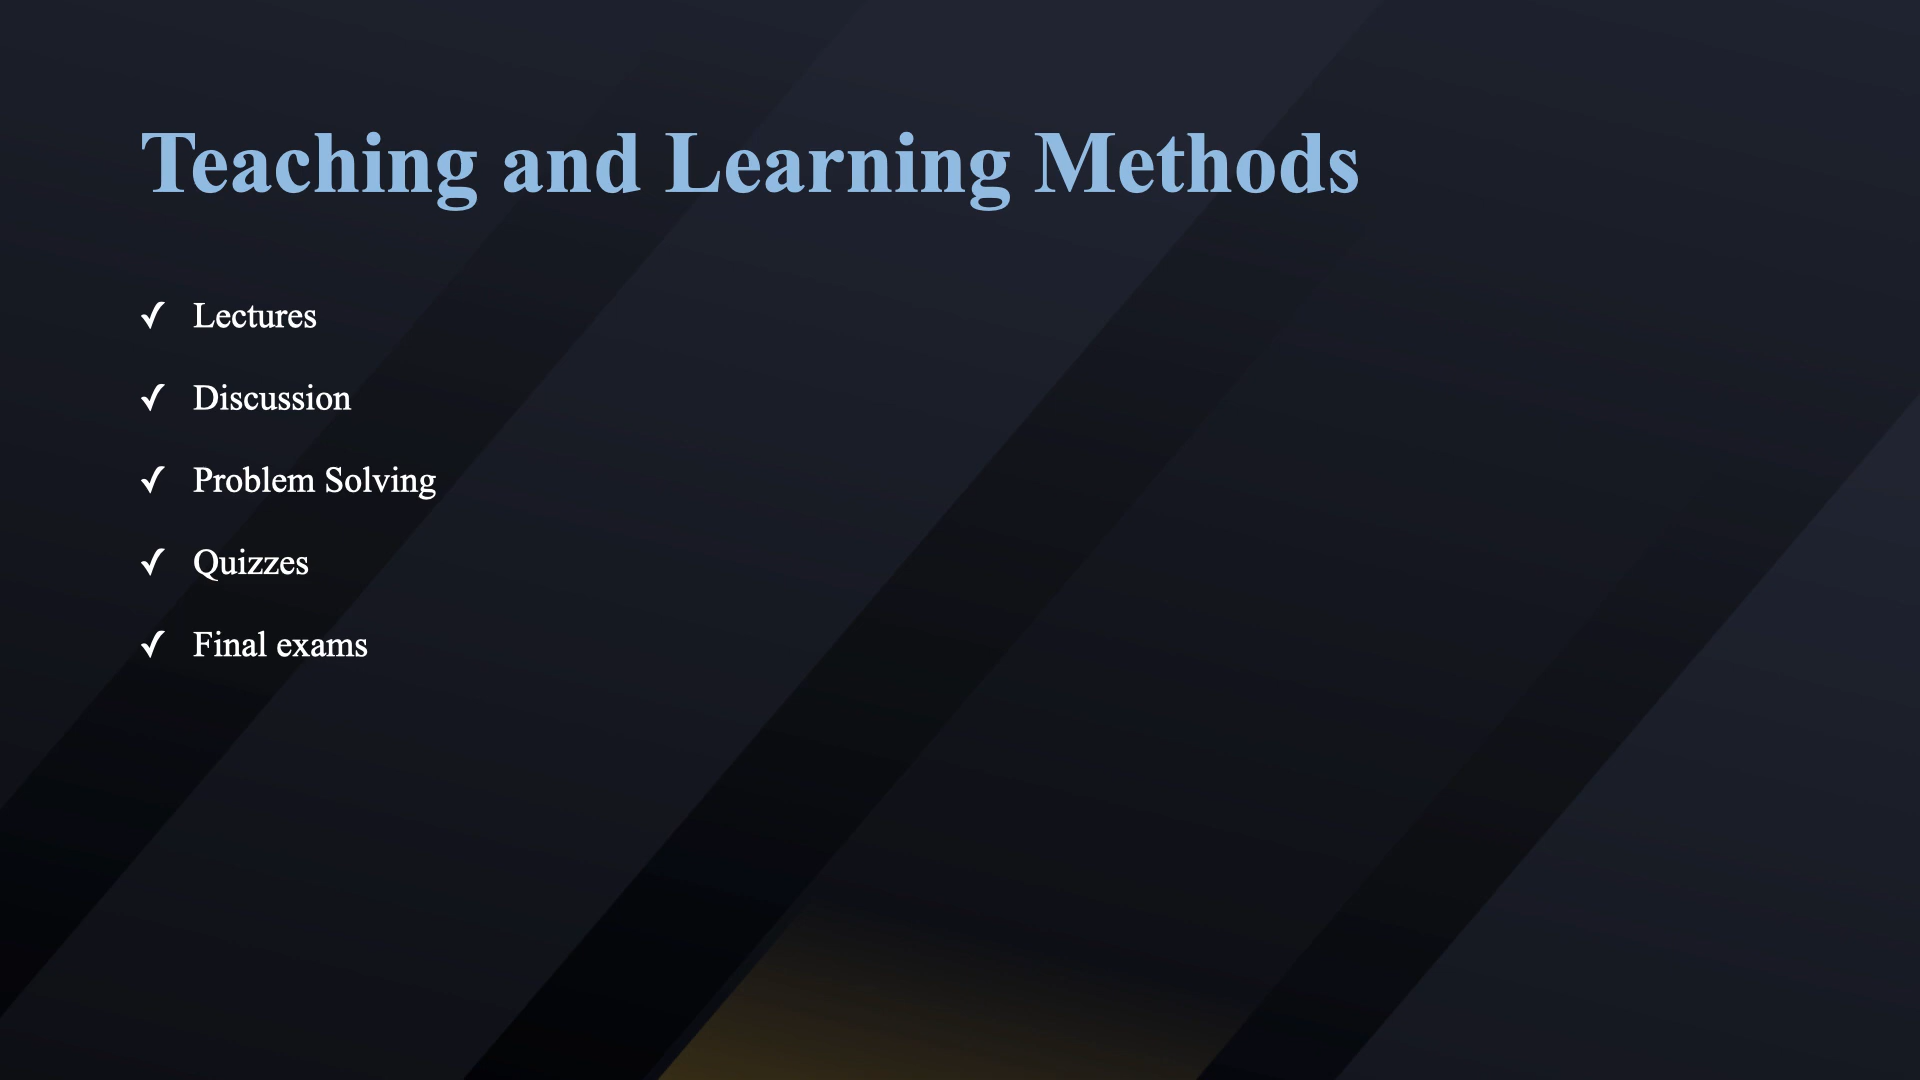 Teaching and Learning Methods
✓ Lectures
✓ Discussion
✓ Problem Solving
✓ Quizzes
✓ Final exams